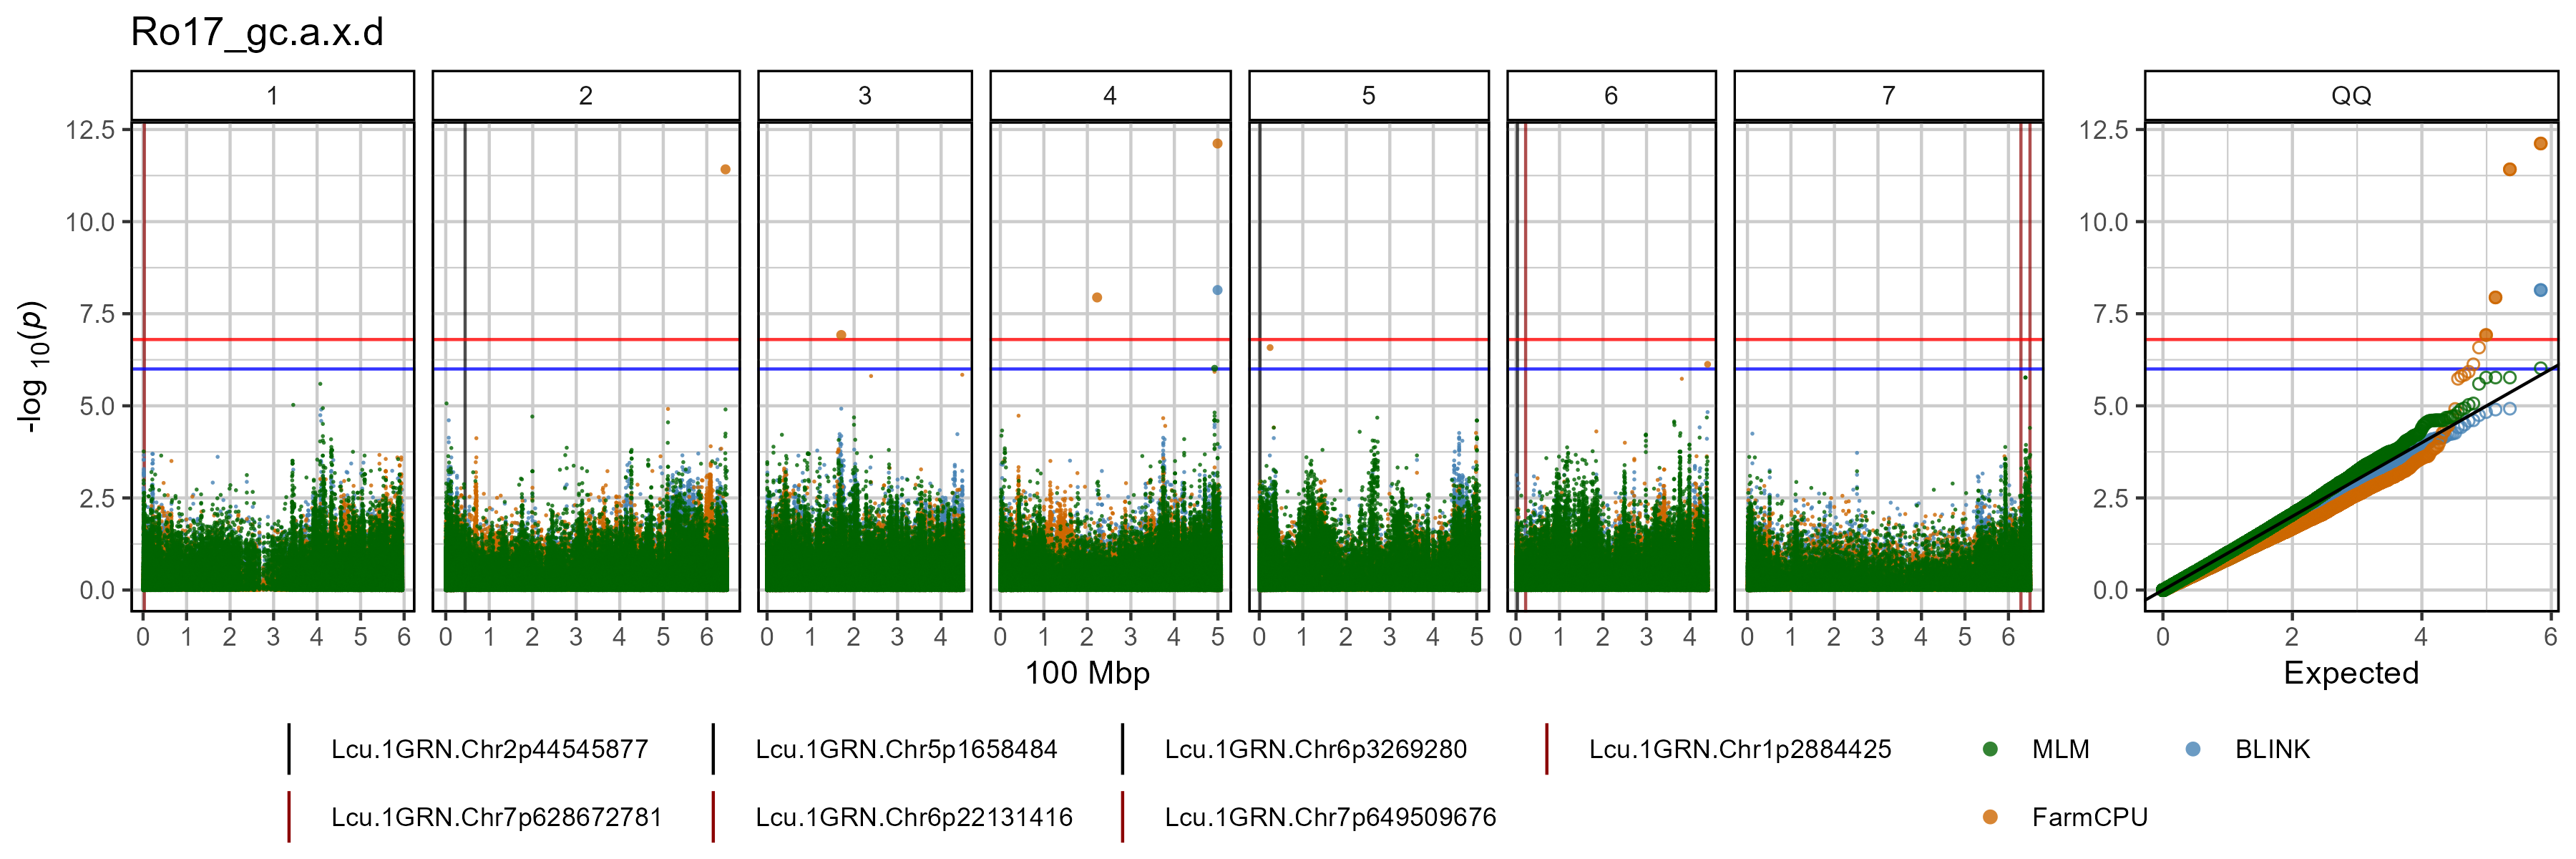 Ro17_gc.a.x.d
1 2 3 4 5 6 7 QQ
12.5 12.5
10.0 10.0
7.5 7.5
5.0 5.0
2.5 2.5
0.0 0.0
-log 10(p)
0 1 2 3 4 5 6 0 1 2 3 4 5 6 0 1 2 3 4 0 1 2 3 4 5 0 1 2 3 4 5 0 1 2 3 4 0 1 2 3 4 5 6 0 2 4 6
100 Mbp Expected
Lcu.1GRN.Chr2p44545877 Lcu.1GRN.Chr5p1658484 Lcu.1GRN.Chr6p3269280 Lcu.1GRN.Chr1p2884425 MLM BLINK
Lcu.1GRN.Chr7p628672781 Lcu.1GRN.Chr6p22131416 Lcu.1GRN.Chr7p649509676 FarmCPU